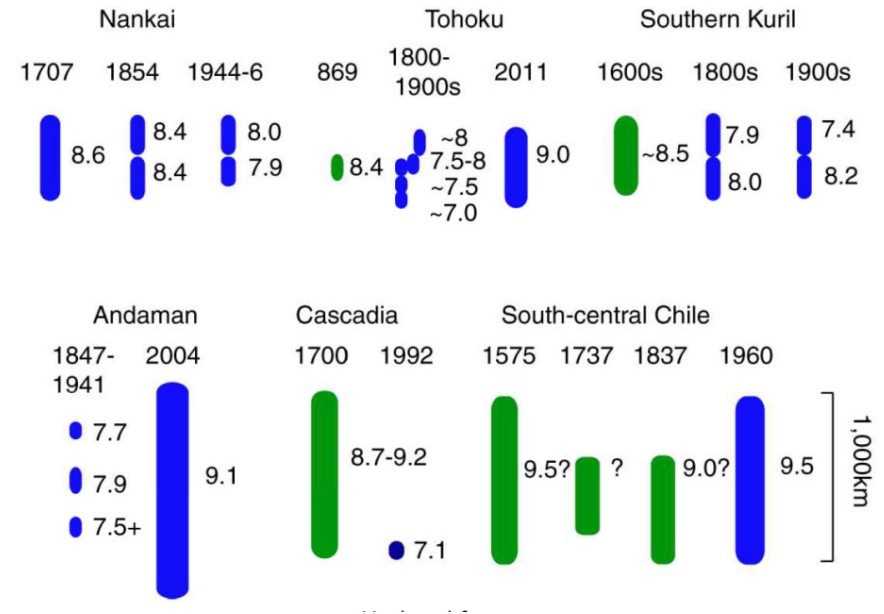 Nankai Tohoku Southern Kuril
1707 1854 1944-6 869 1800-
1900s 2011 1600s 1800s 1900s
8.6 8.4 8.0 8.4 ~8 9.0 ~8.5 7.9 7.4
8.4 7.9 7.5-8 8.0 8.2
~7.5
~7.0
Andaman Cascadia South-central Chile
1847-
1941 2004 1700 1992 1575 1737 1837 1960
7.7
7.9
7.5+
9.1 8.7-9.2 7.1 9.5? ? 9.0? 9.5
1,000km